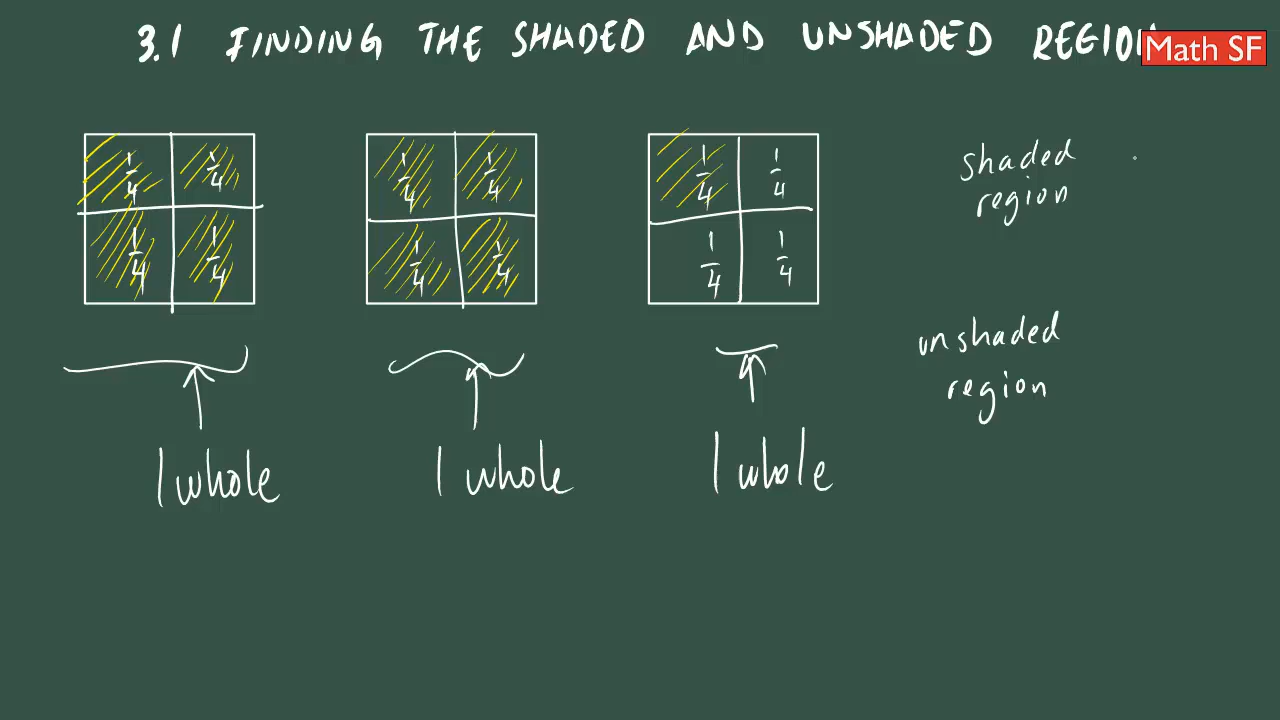 3.1 FINDING THE SHADED AND UNSHADED REGION
Math SF
1/4 1/4 1/4 1/4 1/4 1/4
1/4 1/4 1/4 1/4 1/4 1/4
shaded
region
unshaded
region
1 whole 1 whole 1 whole